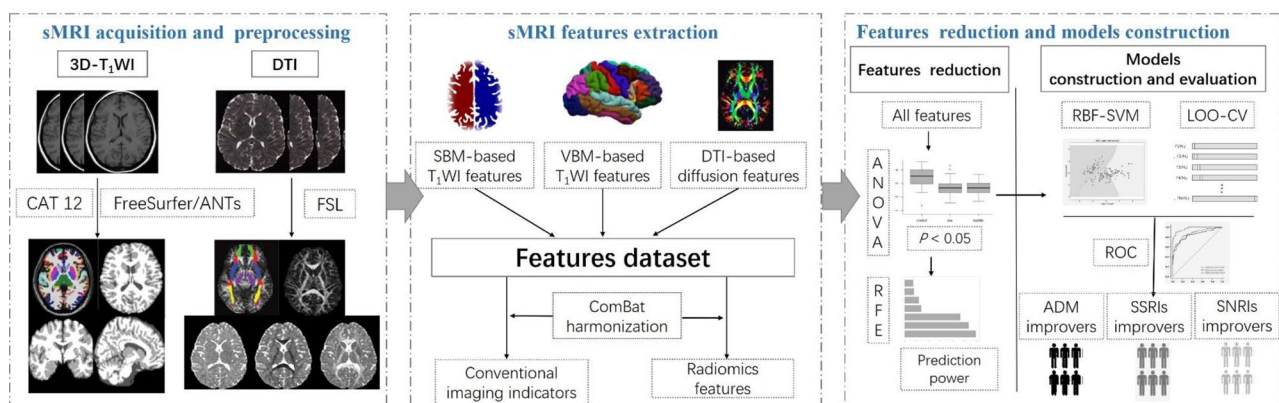 sMRI acquisition and preprocessing
3D-T₁WI
DTI
CAT 12
FreeSurfer/ANTs
FSL
sMRI features extraction
SBM-based
T₁WI features
VBM-based
T₁WI features
DTI-based
diffusion features
Features dataset
ComBat
harmonization
Conventional
imaging indicators
Radiomics
features
Features reduction and models construction
Features reduction
All features
ANOVA
P < 0.05
RFE
Prediction
power
Models
construction and evaluation
RBF-SVM
LOO-CV
ROC
ADM
improvers
SSRIs
improvers
SNRIs
improvers